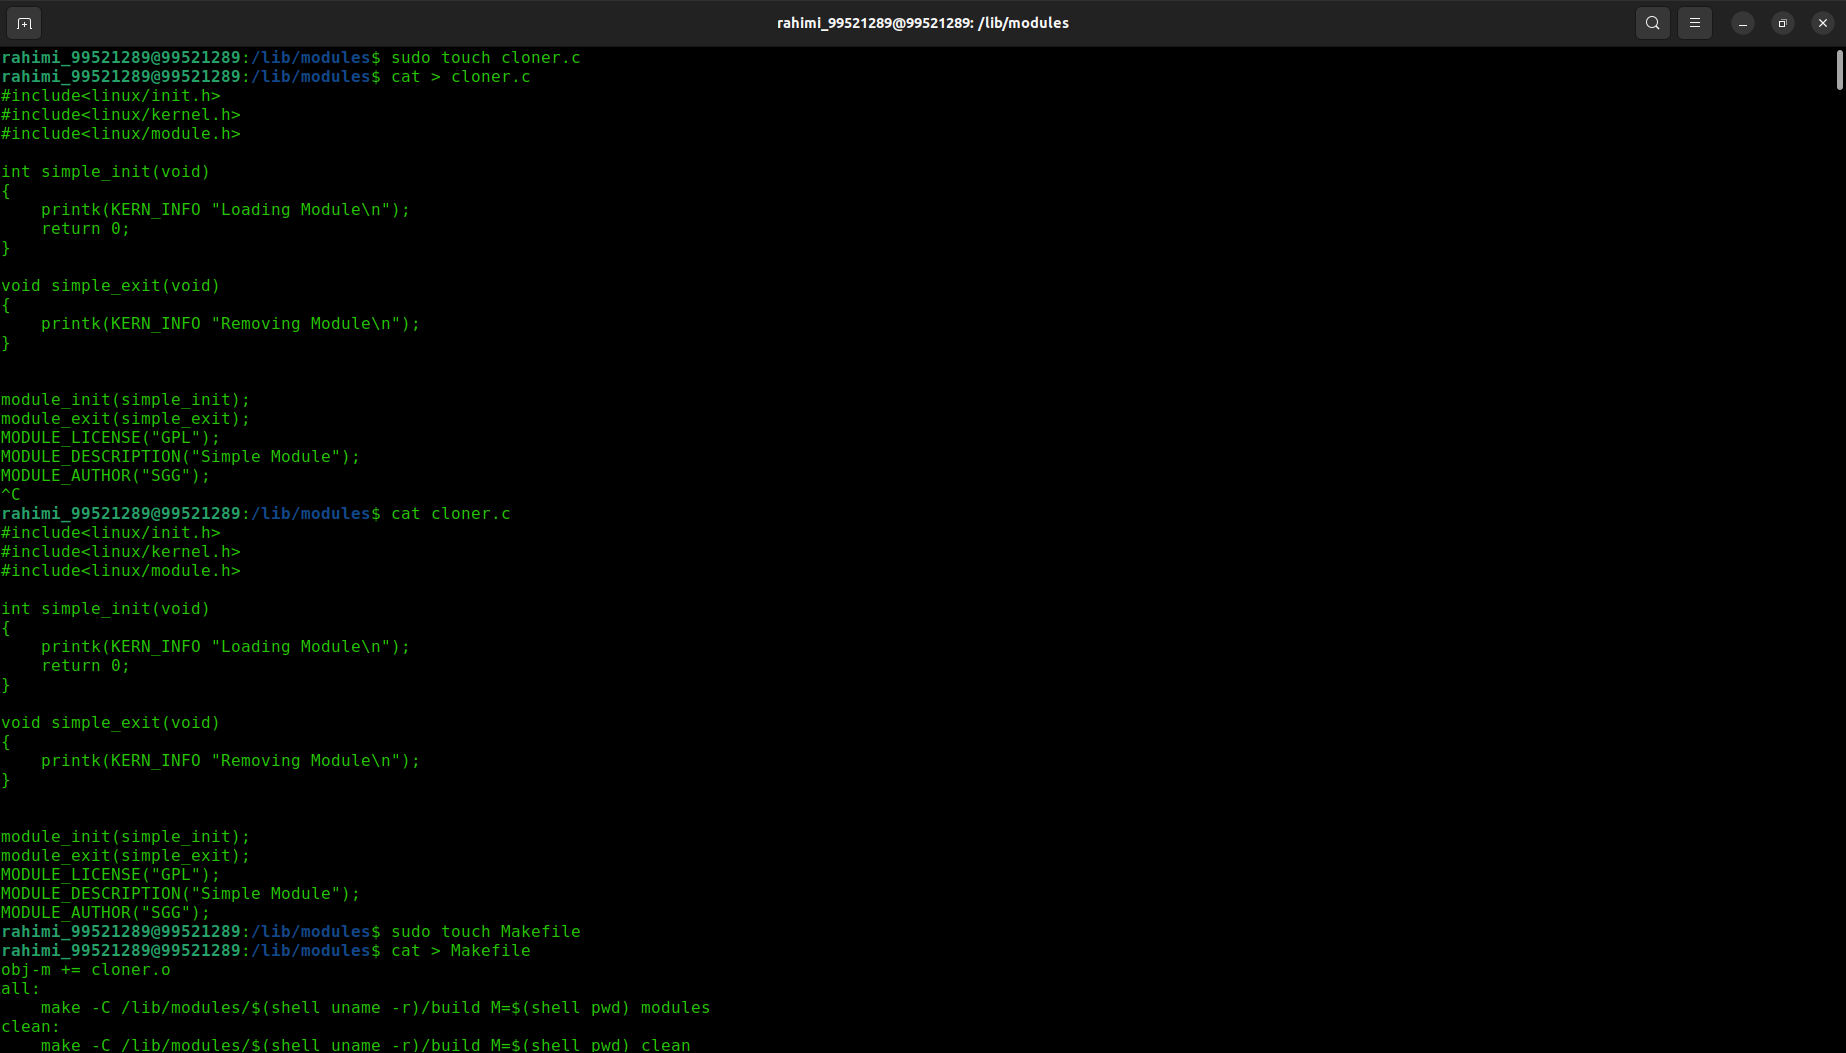 rahimi_99521289@99521289: /lib/modules
rahimi_99521289@99521289:/lib/modules$ sudo touch cloner.c
rahimi_99521289@99521289:/lib/modules$ cat > cloner.c
#include<linux/init.h>
#include<linux/kernel.h>
#include<linux/module.h>

int simple_init(void)
{
    printk(KERN_INFO "Loading Module\n");
    return 0;
}

void simple_exit(void)
{
    printk(KERN_INFO "Removing Module\n");
}


module_init(simple_init);
module_exit(simple_exit);
MODULE_LICENSE("GPL");
MODULE_DESCRIPTION("Simple Module");
MODULE_AUTHOR("SGG");
^C
rahimi_99521289@99521289:/lib/modules$ cat cloner.c
#include<linux/init.h>
#include<linux/kernel.h>
#include<linux/module.h>

int simple_init(void)
{
    printk(KERN_INFO "Loading Module\n");
    return 0;
}

void simple_exit(void)
{
    printk(KERN_INFO "Removing Module\n");
}


module_init(simple_init);
module_exit(simple_exit);
MODULE_LICENSE("GPL");
MODULE_DESCRIPTION("Simple Module");
MODULE_AUTHOR("SGG");
rahimi_99521289@99521289:/lib/modules$ sudo touch Makefile
rahimi_99521289@99521289:/lib/modules$ cat > Makefile
obj-m += cloner.o
all:
    make -C /lib/modules/$(shell uname -r)/build M=$(shell pwd) modules
clean:
    make -C /lib/modules/$(shell uname -r)/build M=$(shell pwd) clean